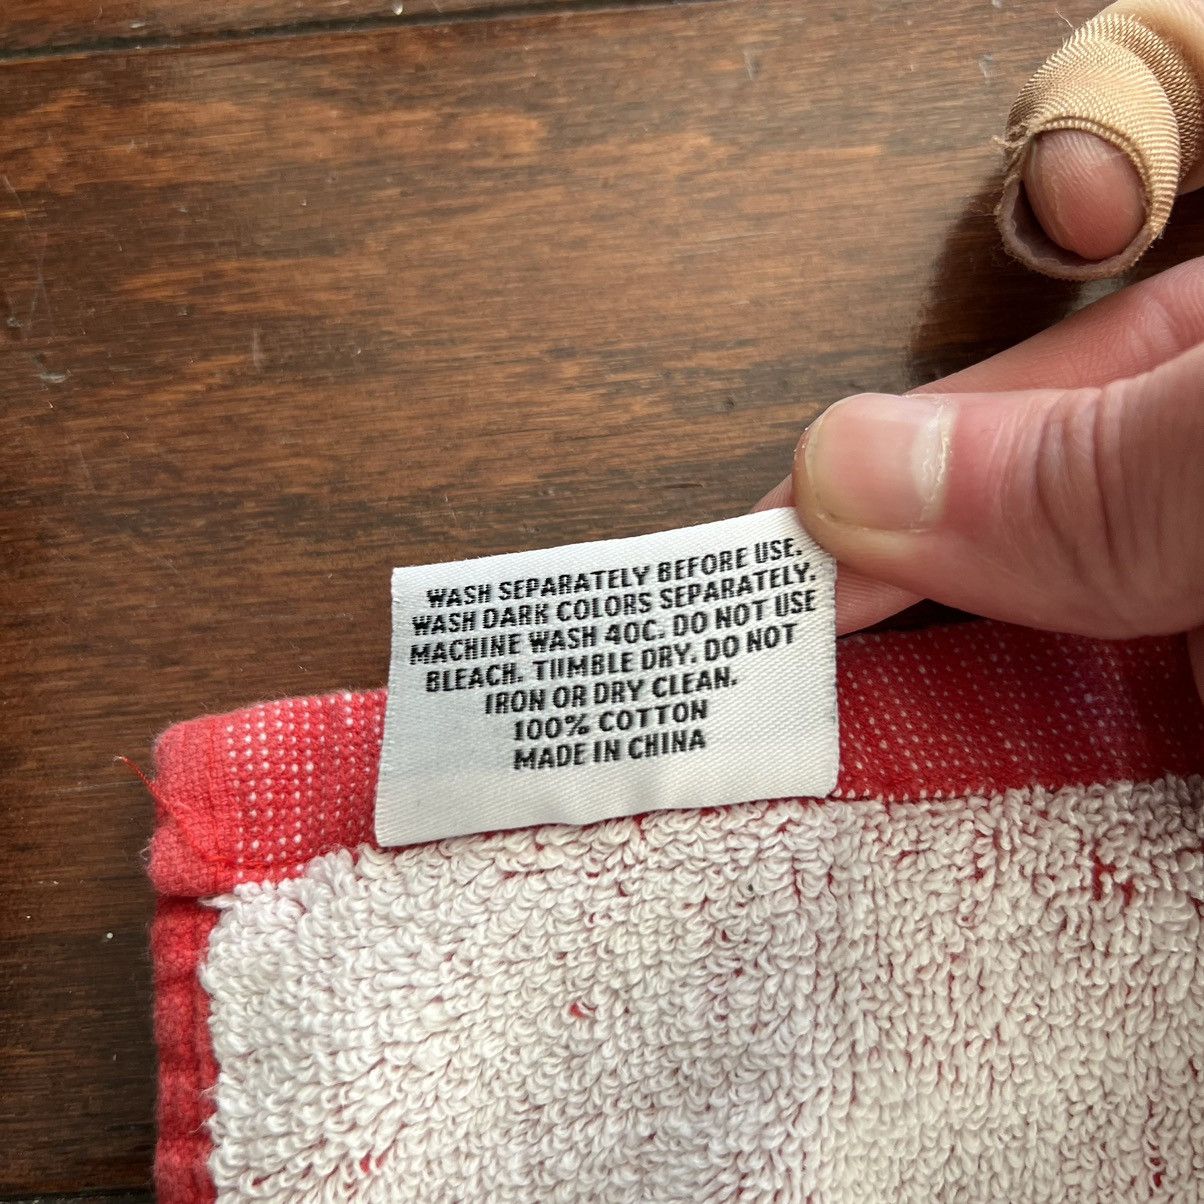 WASH SEPARATELY BEFORE USE.
WASH DARK COLORS SEPARATELY.
MACHINE WASH 40C. DO NOT USE
BLEACH. TUMBLE DRY. DO NOT
IRON OR DRY CLEAN.
100% COTTON
MADE IN CHINA